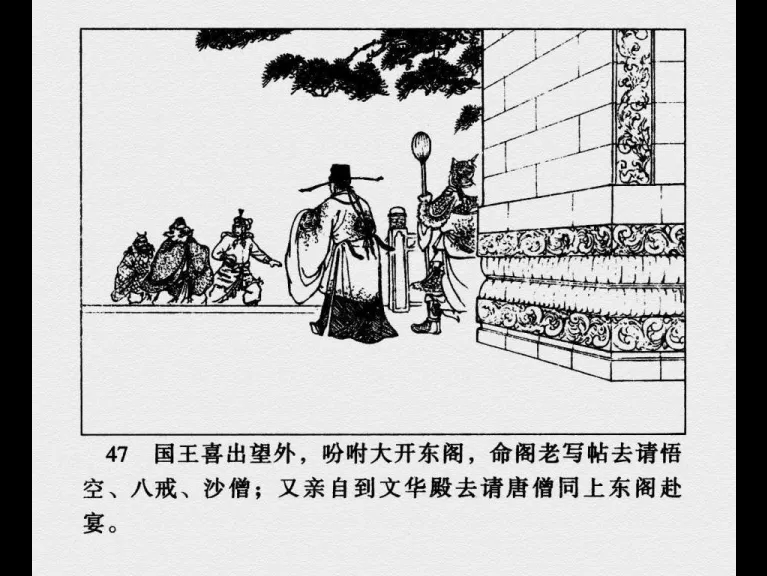 47 国王喜出望外，吩咐大开东阁，命阁老写帖去请悟
空、八戒、沙僧；又亲自到文华殿去请唐僧同上东阁赴
宴。